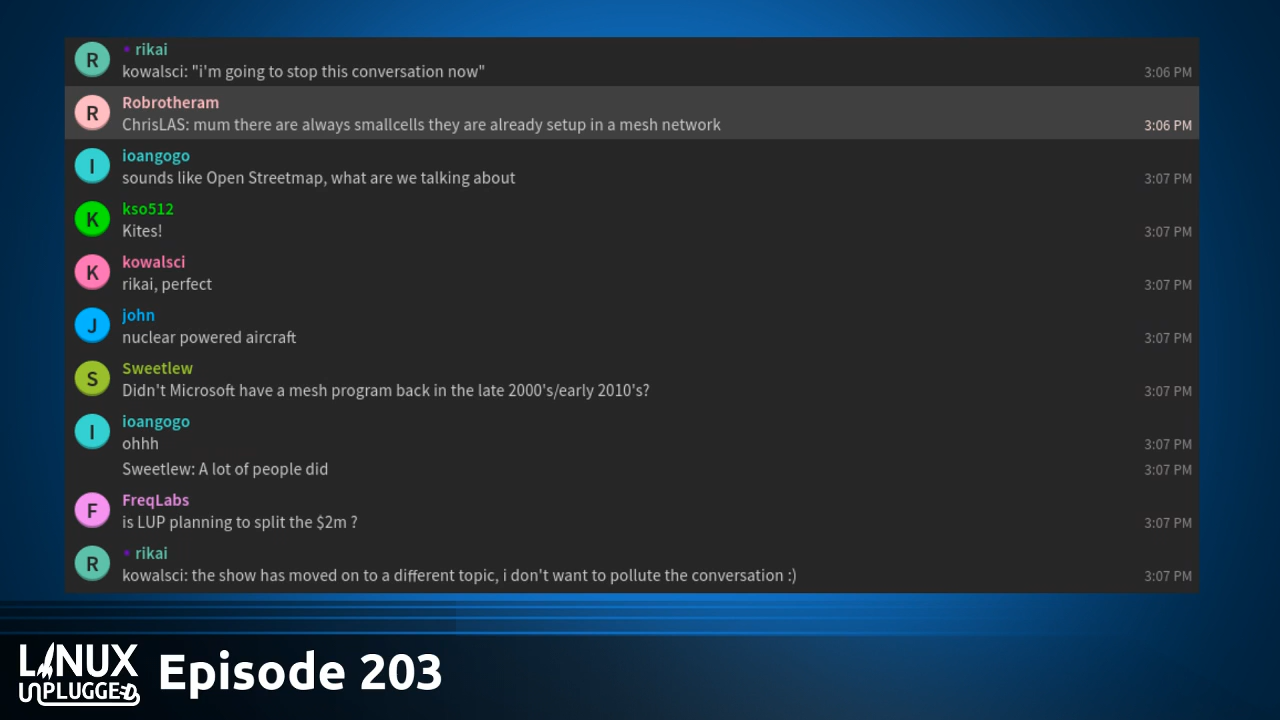 R
• rikai
kowalsci: "i'm going to stop this conversation now"
3:06 PM
R
Robrotheram
ChrisLAS: mum there are always smallcells they are already setup in a mesh network
3:06 PM
I
ioangogo
sounds like Open Streetmap, what are we talking about
3:07 PM
K
kso512
Kites!
3:07 PM
K
kowalsci
rikai, perfect
3:07 PM
J
john
nuclear powered aircraft
3:07 PM
S
Sweetlew
Didn't Microsoft have a mesh program back in the late 2000's/early 2010's?
3:07 PM
I
ioangogo
ohhh
3:07 PM
Sweetlew: A lot of people did
3:07 PM
F
FreqLabs
is LUP planning to split the $2m ?
3:07 PM
R
• rikai
kowalsci: the show has moved on to a different topic, i don't want to pollute the conversation :)
3:07 PM
LINUX
UNPLUGGED
Episode 203